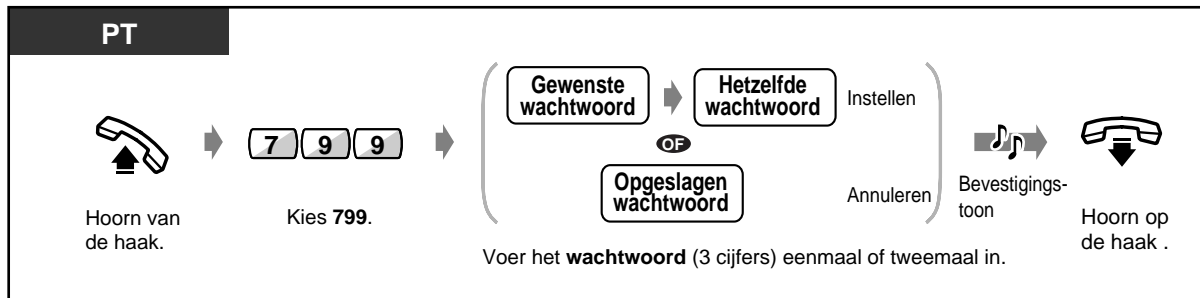 PT
Hoorn van
de haak.
7 9 9
Kies 799.
Gewenste
wachtwoord
Hetzelfde
wachtwoord
Instellen
OF
Opgeslagen
wachtwoord
Annuleren
Voer het wachtwoord (3 cijfers) eenmaal of tweemaal in.
Bevestigings-
toon
Hoorn op
de haak .